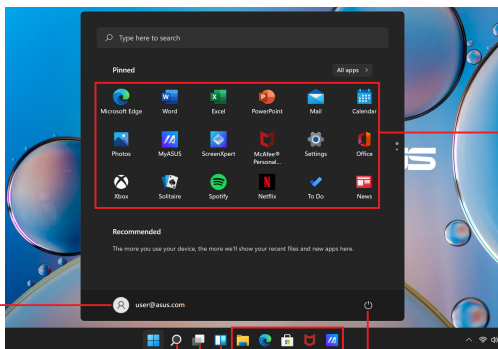 Type here to search
Pinned
All apps >
Microsoft Edge
Word
Excel
PowerPoint
Mail
Calendar
Photos
MyASUS
ScreenXpert
McAfee®
Personal...
Settings
Office
Xbox
Solitaire
Spotify
Netflix
To Do
News
Recommended
The more you use your device, the more we'll show your recent files and new apps here.
user@asus.com